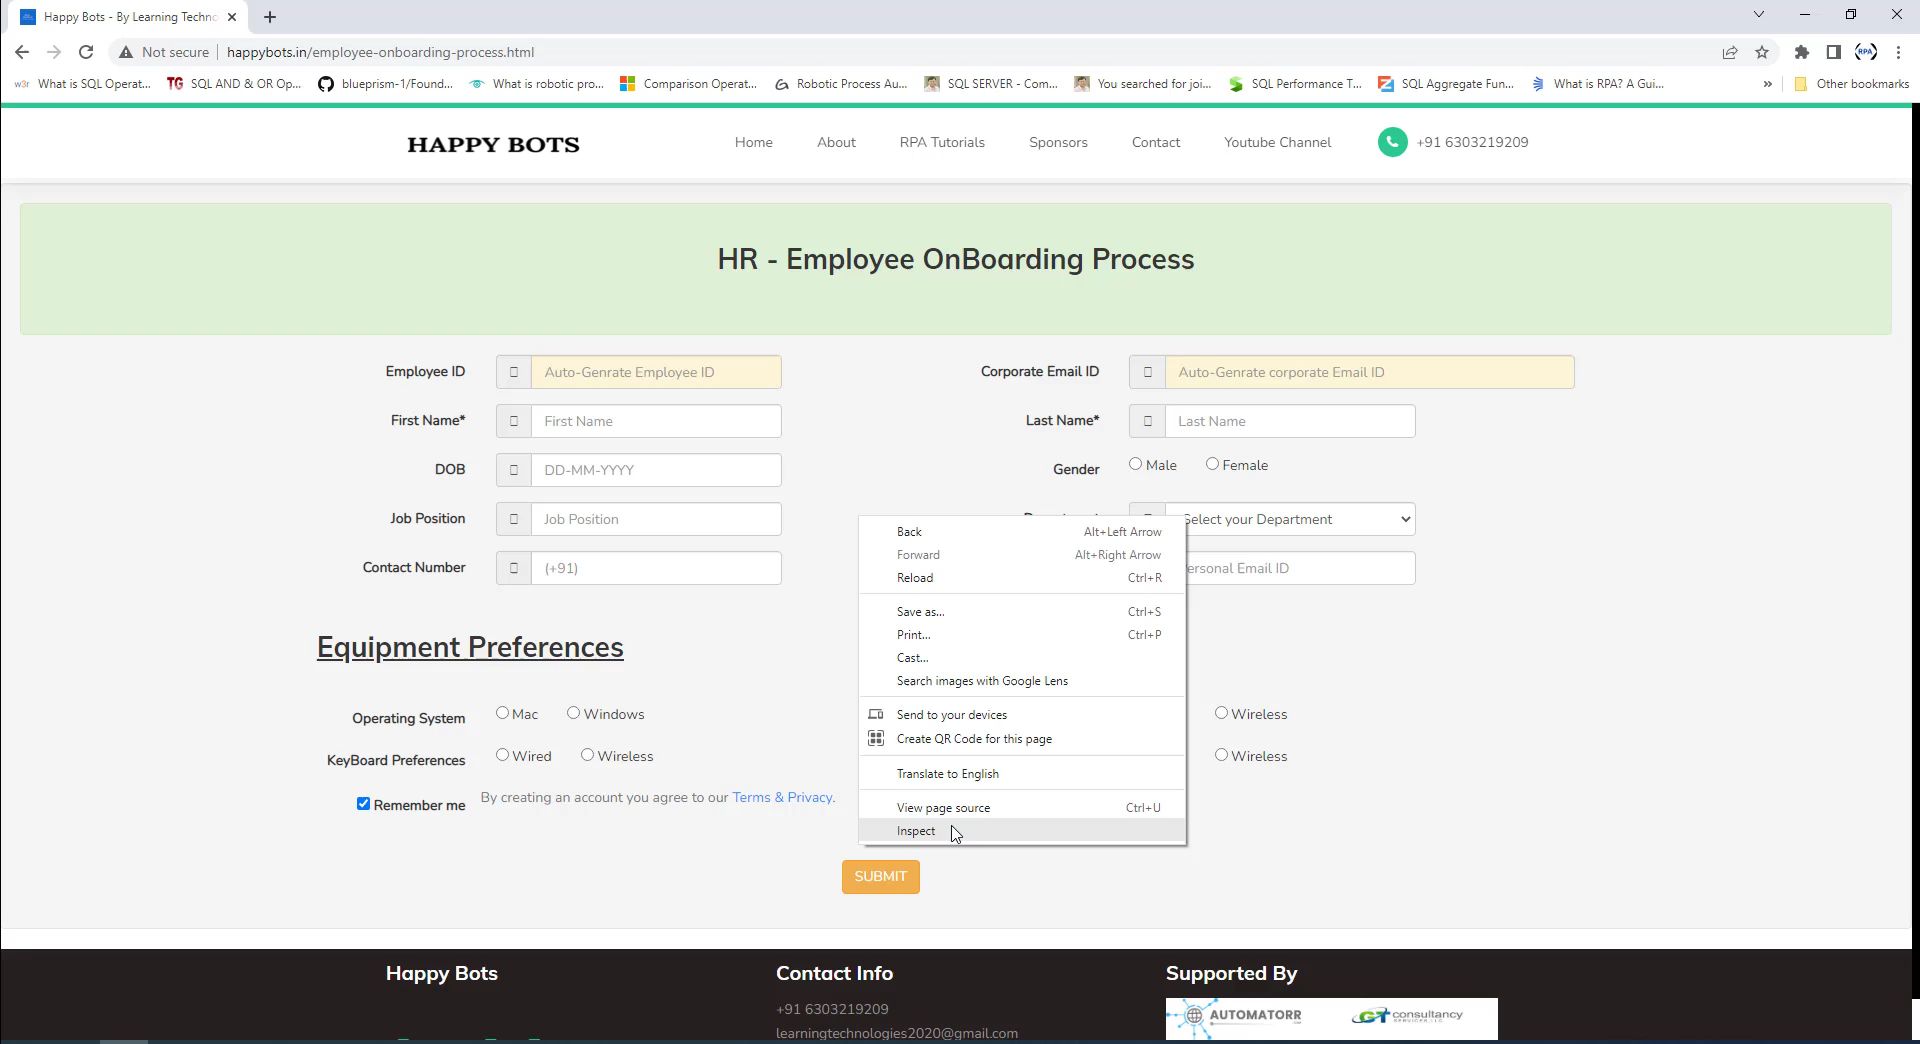 Happy Bots - By Learning Techno
Not secure
happybots.in/employee-onboarding-process.html
RPA
w3r What is SQL Operat...
TG SQL AND & OR Op...
blueprism-1/Found...
What is robotic pro...
Comparison Operat...
Robotic Process Au...
SQL SERVER - Com...
You searched for joi...
SQL Performance T...
SQL Aggregate Fun...
What is RPA? A Gui...
»
Other bookmarks
HAPPY BOTS
Home
About
RPA Tutorials
Sponsors
Contact
Youtube Channel
+91 6303219209
HR - Employee OnBoarding Process
Employee ID
Auto-Genrate Employee ID
Corporate Email ID
Auto-Genrate corporate Email ID
First Name*
First Name
Last Name*
Last Name
DOB
DD-MM-YYYY
Gender
Male
Female
Job Position
Job Position
Select your Department
Contact Number
(+91)
Personal Email ID
Back Alt+Left Arrow
Forward Alt+Right Arrow
Reload Ctrl+R
Save as... Ctrl+S
Print... Ctrl+P
Cast...
Search images with Google Lens
Send to your devices
Create QR Code for this page
Translate to English
View page source Ctrl+U
Inspect
Equipment Preferences
Operating System
Mac
Windows
Wireless
KeyBoard Preferences
Wired
Wireless
Wireless
Remember me
By creating an account you agree to our Terms & Privacy.
SUBMIT
Happy Bots
Contact Info
+91 6303219209
learningtechnologies2020@gmail.com
Supported By
AUTOMATORR
GT consultancy